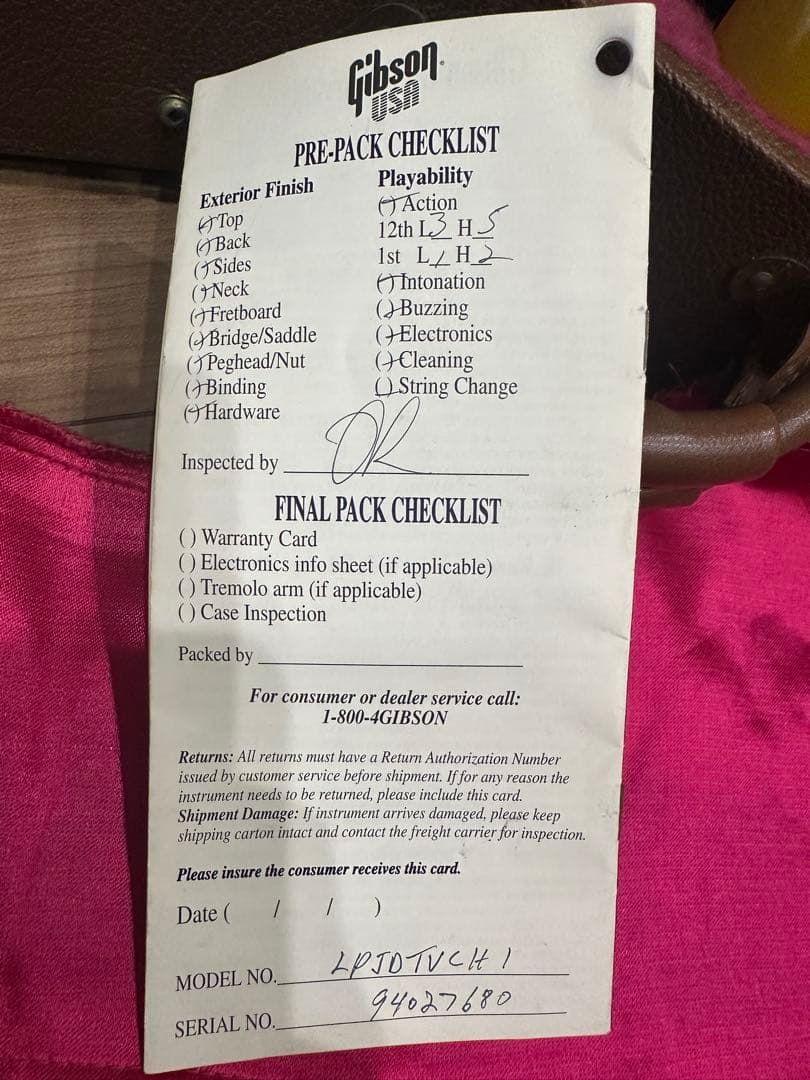 Gibson
USA
PRE-PACK CHECKLIST
Exterior Finish
( ) Top
( ) Back
( ) Sides
( ) Neck
( ) Fretboard
( ) Bridge/Saddle
( ) Peghead/Nut
( ) Binding
( ) Hardware
Playability
( ) Action
12th L 3 H 5
1st L 1 H 2
( ) Intonation
( ) Buzzing
( ) Electronics
( ) Cleaning
( ) String Change
Inspected by
FINAL PACK CHECKLIST
( ) Warranty Card
( ) Electronics info sheet (if applicable)
( ) Tremolo arm (if applicable)
( ) Case Inspection
Packed by
For consumer or dealer service call:
1-800-4GIBSON
Returns: All returns must have a Return Authorization Number
issued by customer service before shipment. If for any reason the
instrument needs to be returned, please include this card.
Shipment Damage: If instrument arrives damaged, please keep
shipping carton intact and contact the freight carrier for inspection.
Please insure the consumer receives this card.
Date ( / / )
MODEL NO. LPJDTVCH1
SERIAL NO. 94027680